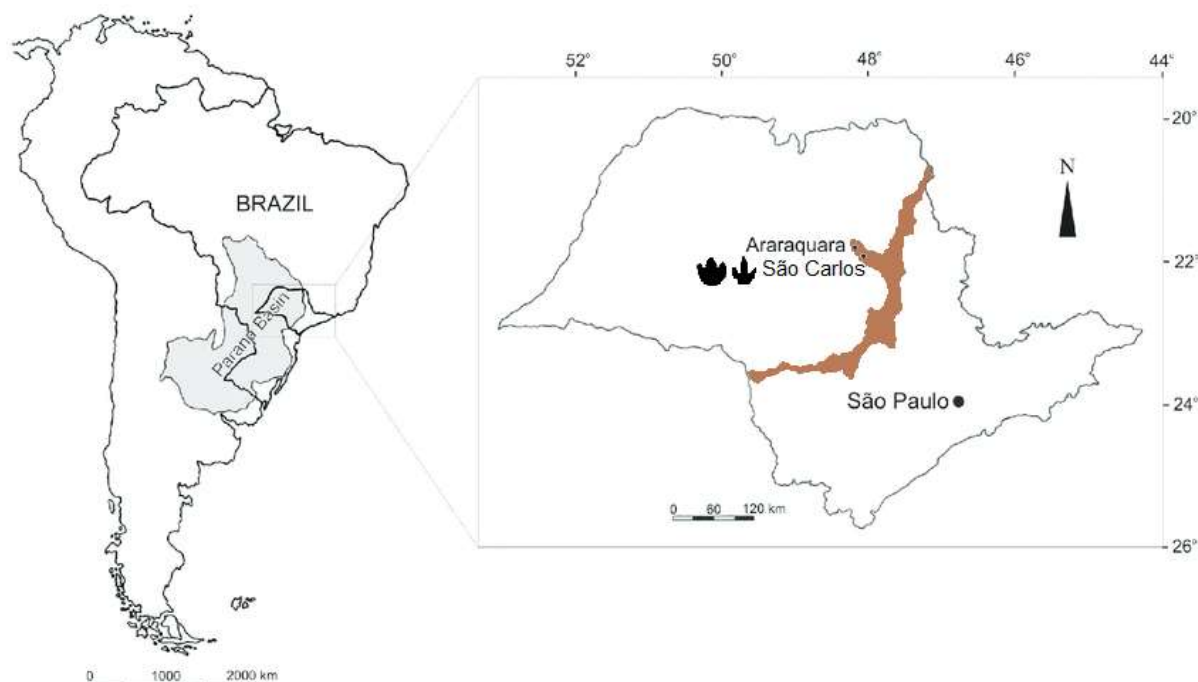 BRAZIL
Paraná Basin
0 1000 2000 km
52° 50° 48° 46° 44°
20°
N
Araraquara
São Carlos
22°
São Paulo
24°
0 60 120 km
26°